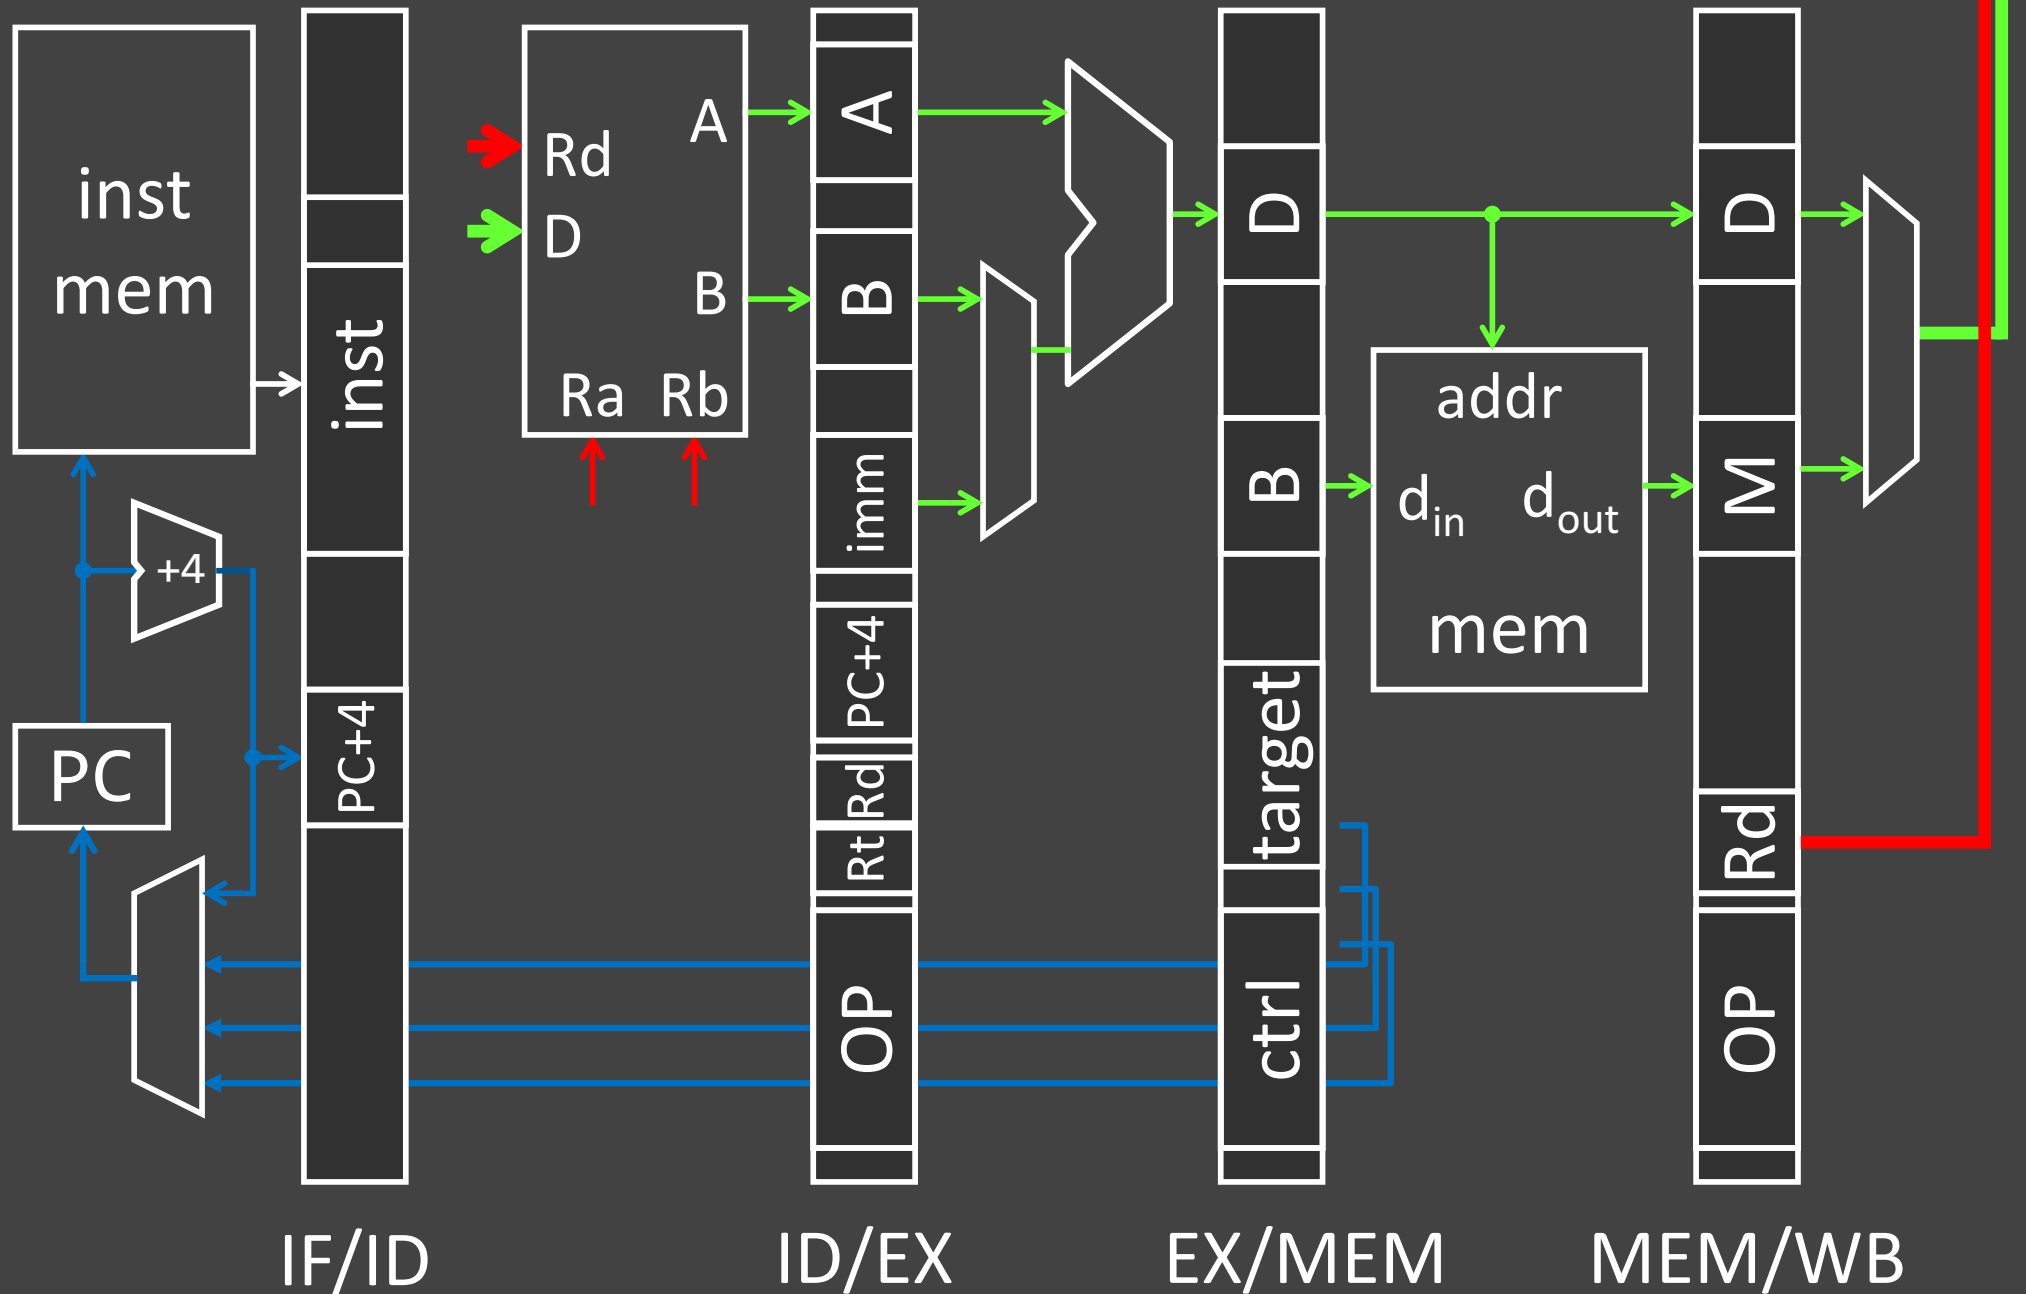 inst
mem
+4
PC
inst
PC+4
Rd
D
A
B
Ra Rb
A
B
imm
PC+4
Rd
Rt
OP
D
B
target
ctrl
addr
din dout
mem
D
M
Rd
OP
IF/ID
ID/EX
EX/MEM
MEM/WB